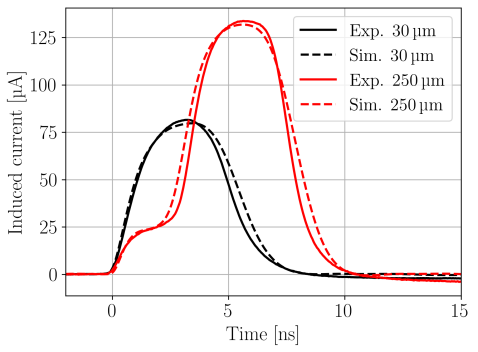 125
100
75
50
25
0
Induced current [µA]
0
5
10
15
Time [ns]
Exp. 30 µm
Sim. 30 µm
Exp. 250 µm
Sim. 250 µm